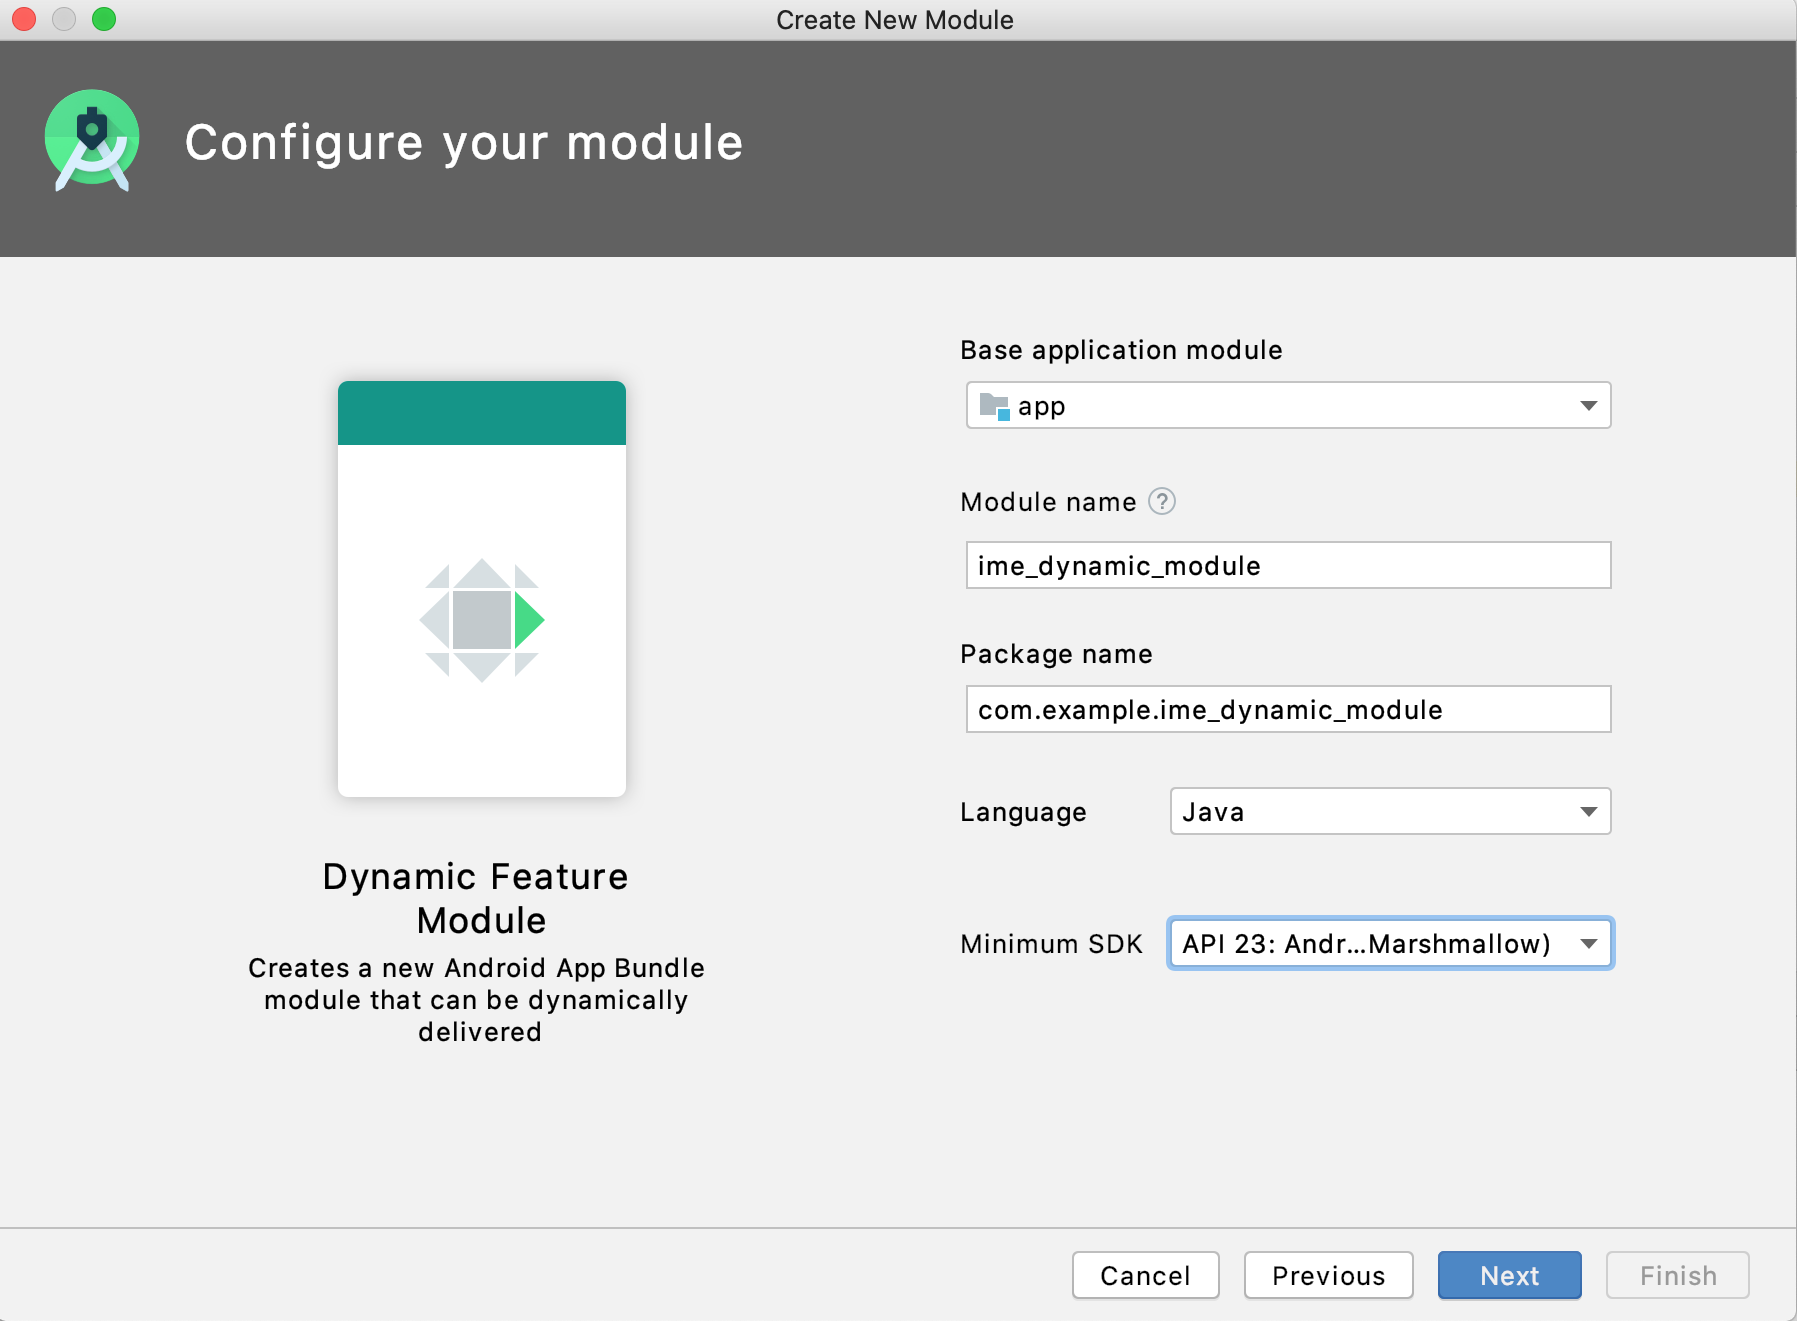 Create New Module
Configure your module
Base application module
app
Module name ?
ime_dynamic_module
Package name
com.example.ime_dynamic_module
Language Java
Minimum SDK API 23: Andr...Marshmallow)
Dynamic Feature
Module
Creates a new Android App Bundle
module that can be dynamically
delivered
Cancel Previous Next Finish